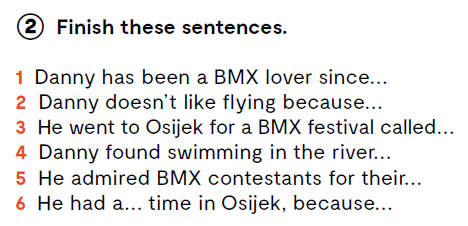 2 Finish these sentences.
1 Danny has been a BMX lover since...
2 Danny doesn't like flying because...
3 He went to Osijek for a BMX festival called...
4 Danny found swimming in the river...
5 He admired BMX contestants for their...
6 He had a... time in Osijek, because...